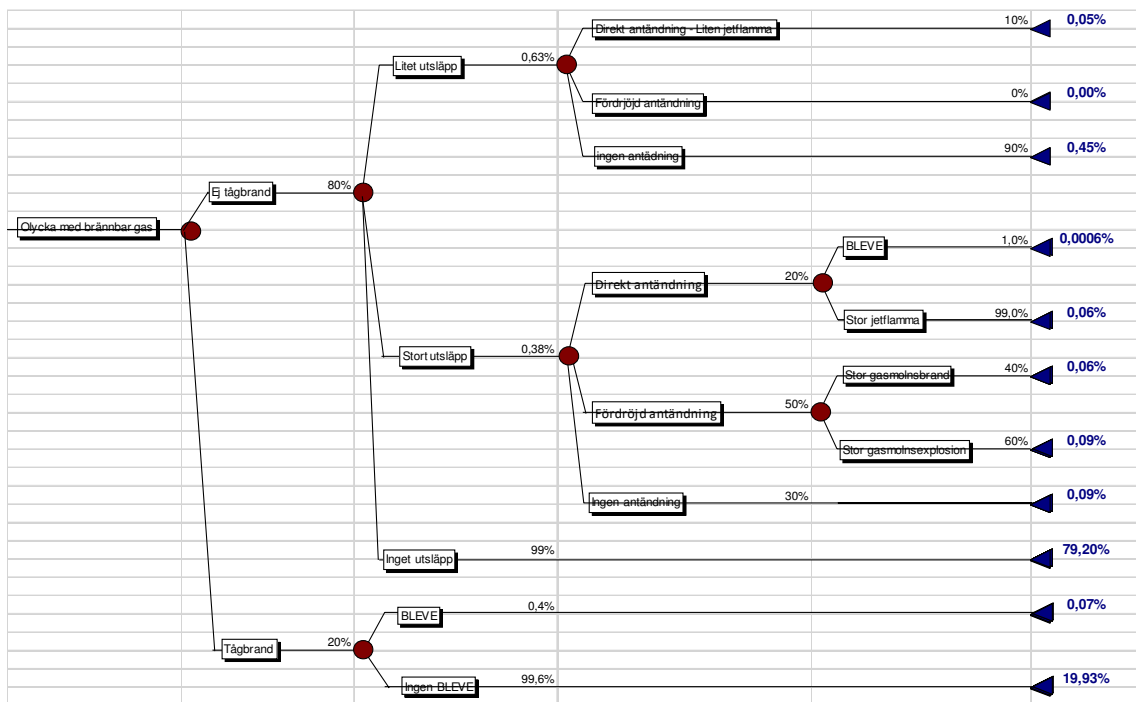 Direkt antändning - Liten jetflamma 10% 0,05%
Litet utsläpp 0,63%
Fördrjöjd antändning 0% 0,00%
ingen antädning 90% 0,45%
Ej tågbrand 80%
Olycka med brännbar gas
BLEVE 1,0% 0,0006%
Direkt antändning 20%
Stor jetflamma 99,0% 0,06%
Stort utsläpp 0,38%
Stor gasmolnsbrand 40% 0,06%
Fördröjd antändning 50%
Stor gasmolnsexplosion 60% 0,09%
Ingen antändning 30% 0,09%
Inget utsläpp 99% 79,20%
BLEVE 0,4% 0,07%
Tågbrand 20%
Ingen BLEVE 99,6% 19,93%